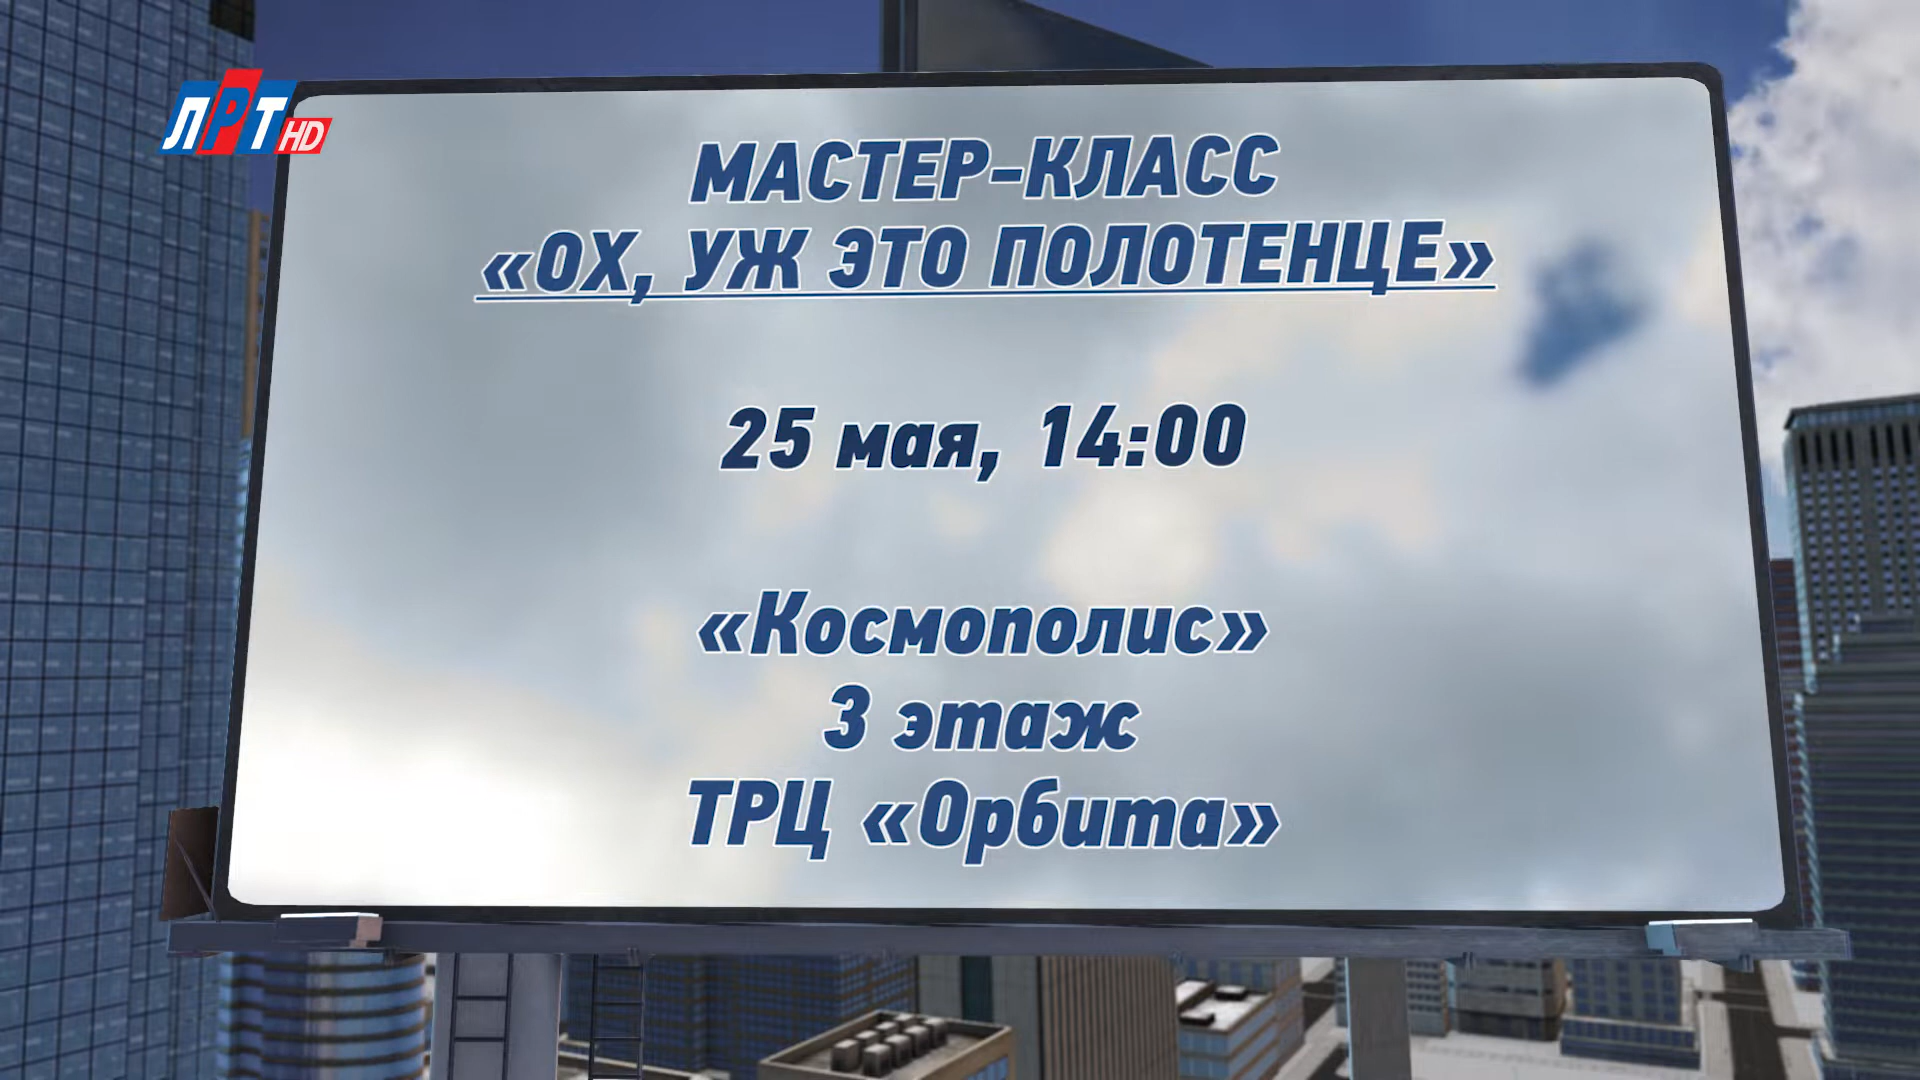 ЛРТ HD
МАСТЕР-КЛАСС
«ОХ, УЖ ЭТО ПОЛОТЕНЦЕ»
25 мая, 14:00
«Космополис»
3 этаж
ТРЦ «Орбита»